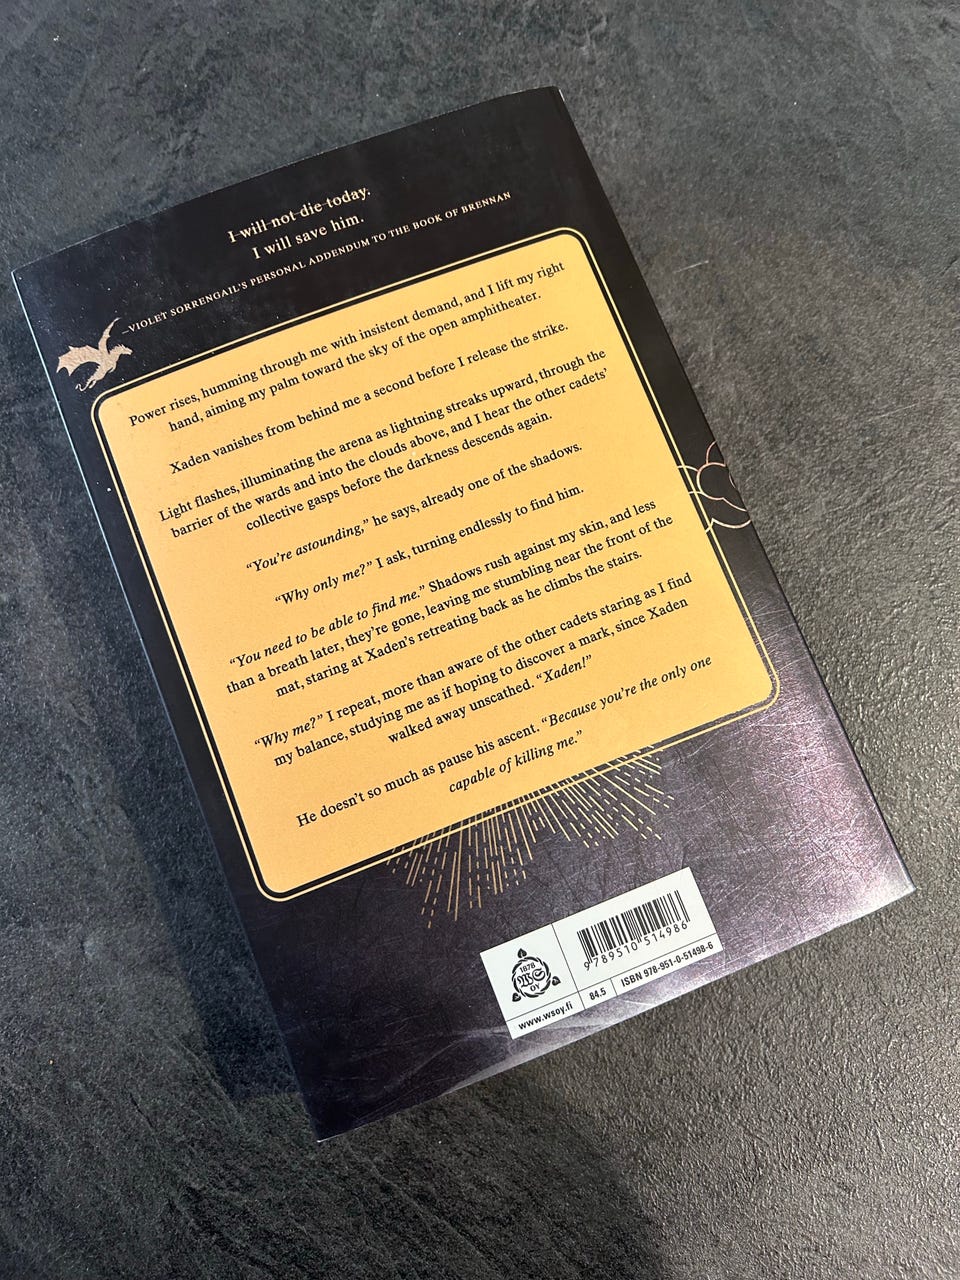 I will not die today.
I will save him.
—VIOLET SORRENGAIL'S PERSONAL ADDENDUM TO THE BOOK OF BRENNAN
Power rises, humming through me with insistent demand, and I lift my right
hand, aiming my palm toward the sky of the open amphitheater.
Xaden vanishes from behind me a second before I release the strike.
Light flashes, illuminating the arena as lightning streaks upward, through the
barrier of the wards and into the clouds above, and I hear the other cadets'
collective gasps before the darkness descends again.
"You're astounding," he says, already one of the shadows.
"Why only me?" I ask, turning endlessly to find him.
"You need to be able to find me." Shadows rush against my skin, and less
than a breath later, they're gone, leaving me stumbling near the front of the
mat, staring at Xaden's retreating back as he climbs the stairs.
"Why me?" I repeat, more than aware of the other cadets staring as I find
my balance, studying me as if hoping to discover a mark, since Xaden
walked away unscathed. "Xaden!"
He doesn't so much as pause his ascent. "Because you're the only one
capable of killing me."
1878
WS
OY
9789510514986
www.wsoy.fi
84.5
ISBN 978-951-0-51498-6